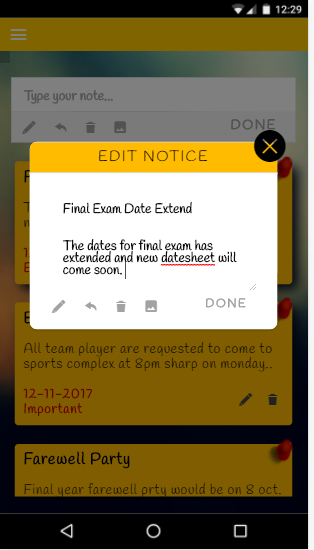 12:29
Type your note...
DONE
EDIT NOTICE
F
Final Exam Date Extend
The dates for final exam has
extended and new datesheet will
come soon.
DONE
All team player are requested to come to
sports complex at 8pm sharp on monday..
12-11-2017
Important
Farewell Party
Final year farewell prty would be on 8 oct.